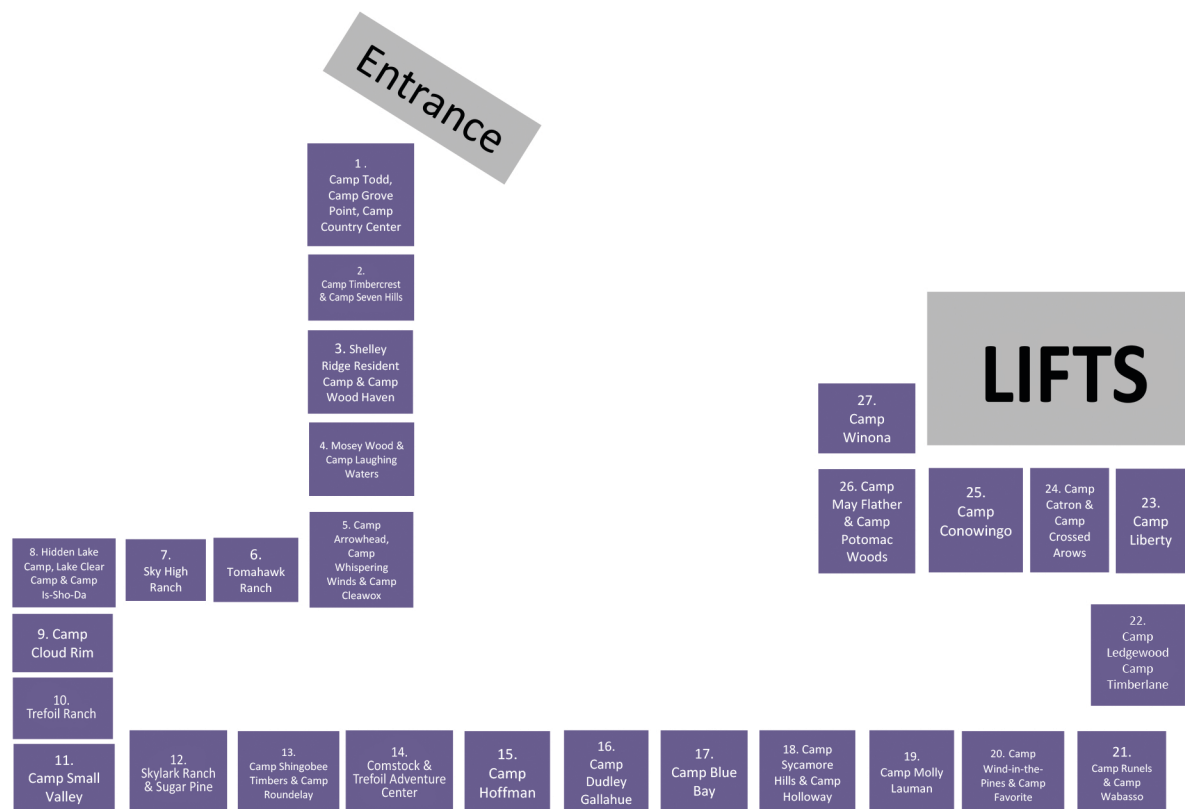 Entrance
1 .
Camp Todd,
Camp Grove
Point, Camp
Country Center
2.
Camp Timbercrest
& Camp Seven Hills
3. Shelley
Ridge Resident
Camp & Camp
Wood Haven
4. Mosey Wood &
Camp Laughing
Waters
5. Camp
Arrowhead,
Camp
Whispering
Winds & Camp
Cleawox
6.
Tomahawk
Ranch
7.
Sky High
Ranch
8. Hidden Lake
Camp, Lake Clear
Camp & Camp
Is-Sho-Da
9. Camp
Cloud Rim
10.
Trefoil Ranch
11.
Camp Small
Valley
12.
Skylark Ranch
& Sugar Pine
13.
Camp Shingobee
Timbers & Camp
Roundelay
14.
Comstock &
Trefoil Adventure
Center
15.
Camp
Hoffman
16.
Camp
Dudley
Gallahue
17.
Camp Blue
Bay
18. Camp
Sycamore
Hills & Camp
Holloway
19.
Camp Molly
Lauman
20. Camp
Wind-in-the-
Pines & Camp
Favorite
21.
Camp Runels
& Camp
Wabasso
22.
Camp
Ledgewood
Camp
Timberlane
23.
Camp
Liberty
24. Camp
Catron &
Camp
Crossed
Arows
25.
Camp
Conowingo
26. Camp
May Flather
& Camp
Potomac
Woods
27.
Camp
Winona
LIFTS